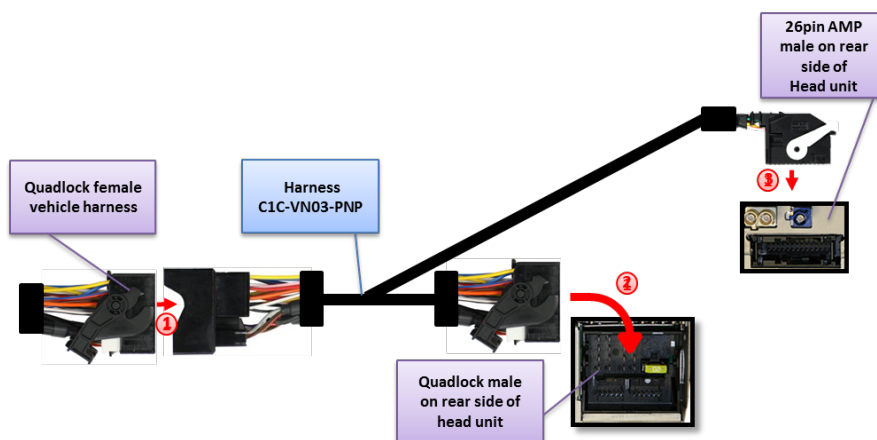 26pin AMP
male on rear
side of
Head unit
Quadlock female
vehicle harness
Harness
C1C-VN03-PNP
1
2
Quadlock male
on rear side of
head unit